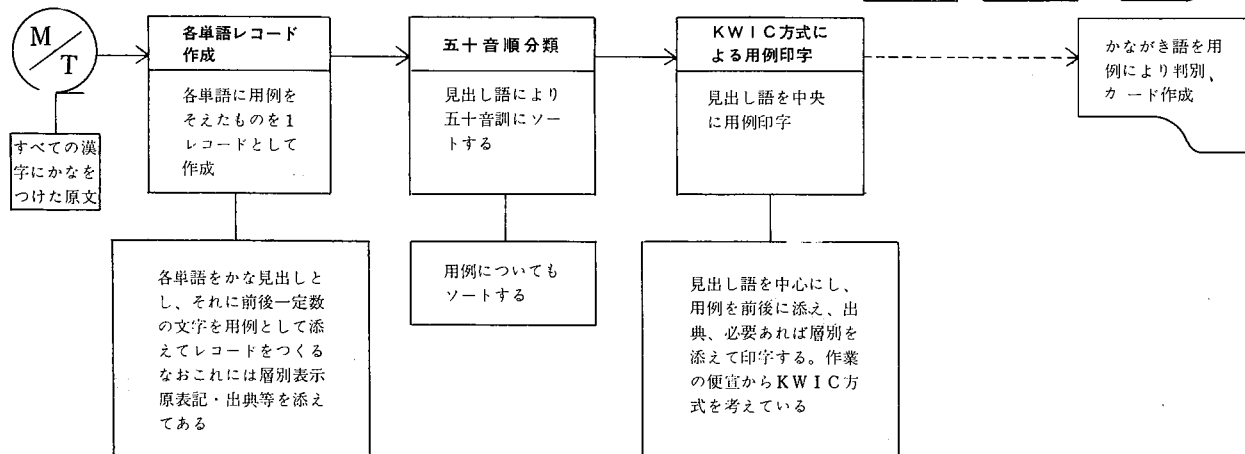 M/T
すべての漢
字にかなを
つけた原文
各単語レコード
作成
各単語に用例を
そえたものを1
レコードとして
作成
各単語をかな見出しと
し、それに前後一定数
の文字を用例として添
えてレコードをつくる
なおこれには層別表示
原表記・出典等を添え
てある
五十音順分類
見出し語により
五十音訓にソー
トする
用例についても
ソートする
KWIC方式に
よる用例印字
見出し語を中央
に用例印字
見出し語を中心にし、
用例を前後に添え、出
典、必要あれば層別を
添えて印字する。作業
の便宜からKWIC方
式を考えている
かながき語を用
例により判別、
カード作成